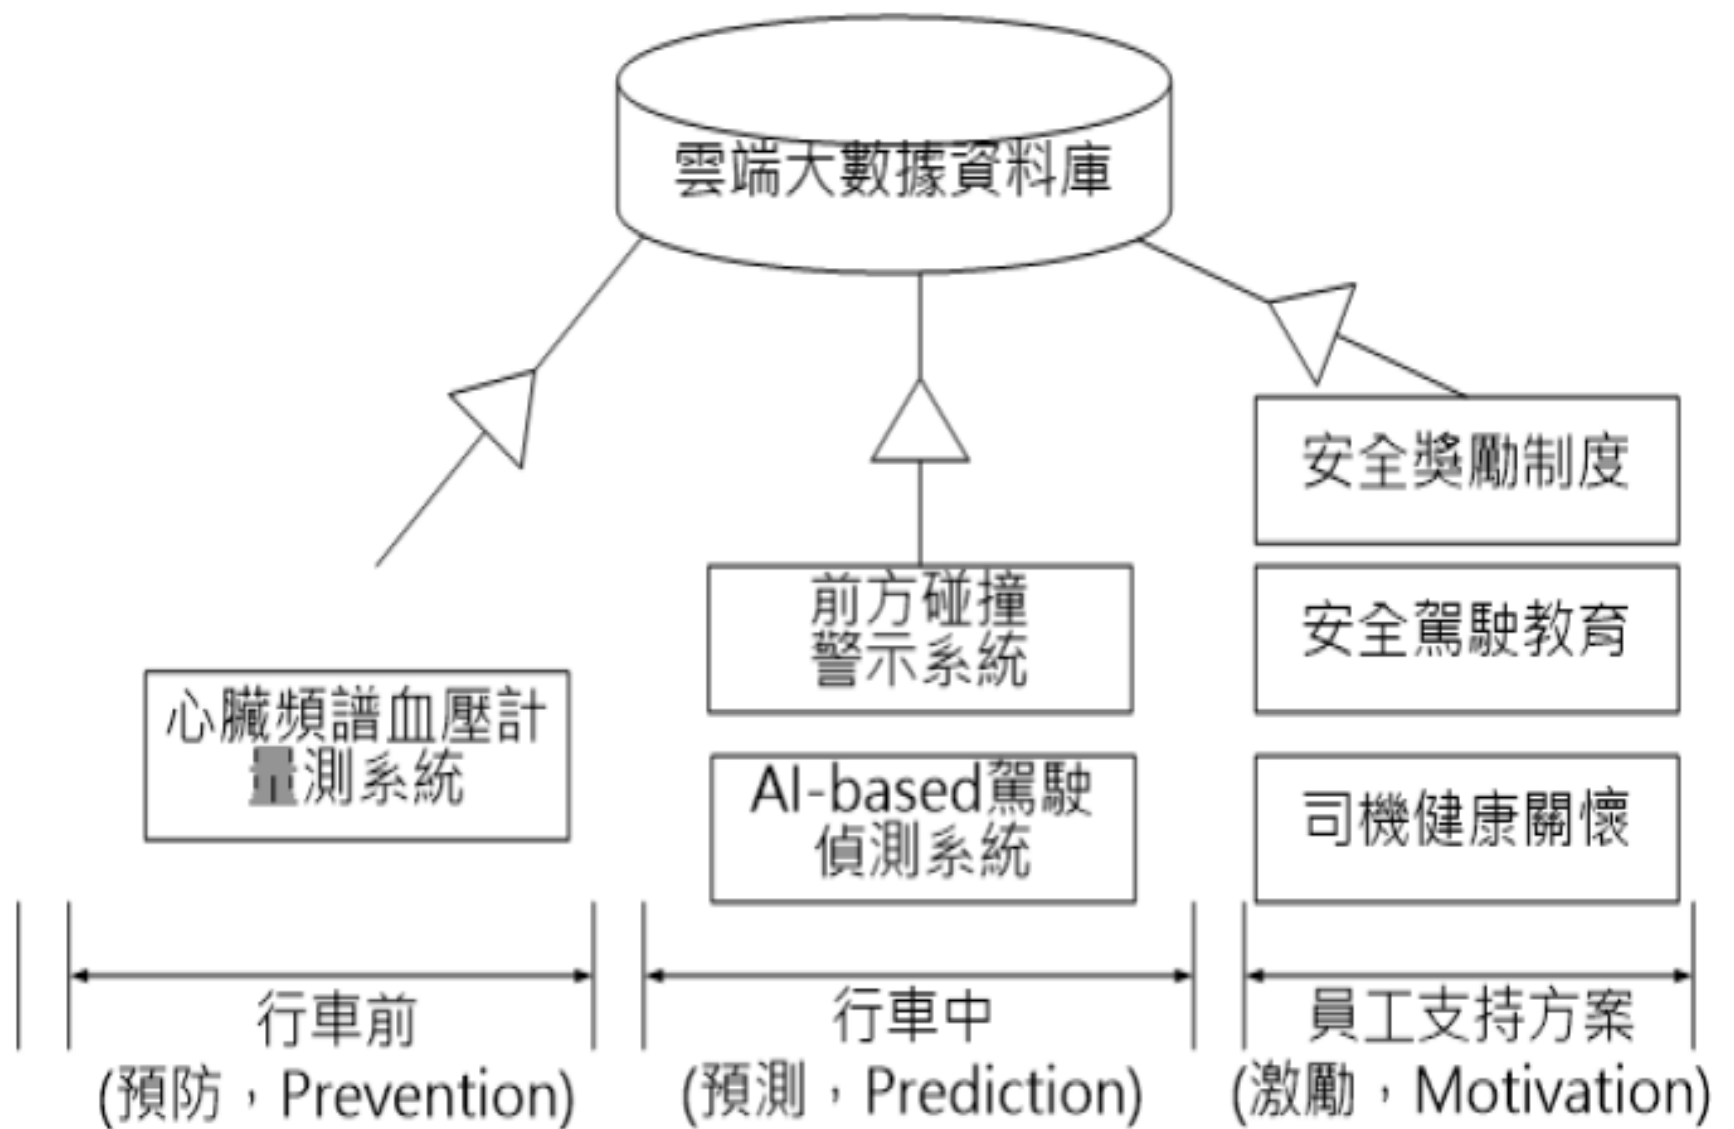 雲端大數據資料庫
心臟頻譜血壓計
量測系統
前方碰撞
警示系統
AI-based駕駛
偵測系統
安全獎勵制度
安全駕駛教育
司機健康關懷
行車前
(預防，Prevention)
行車中
(預測，Prediction)
員工支持方案
(激勵，Motivation)